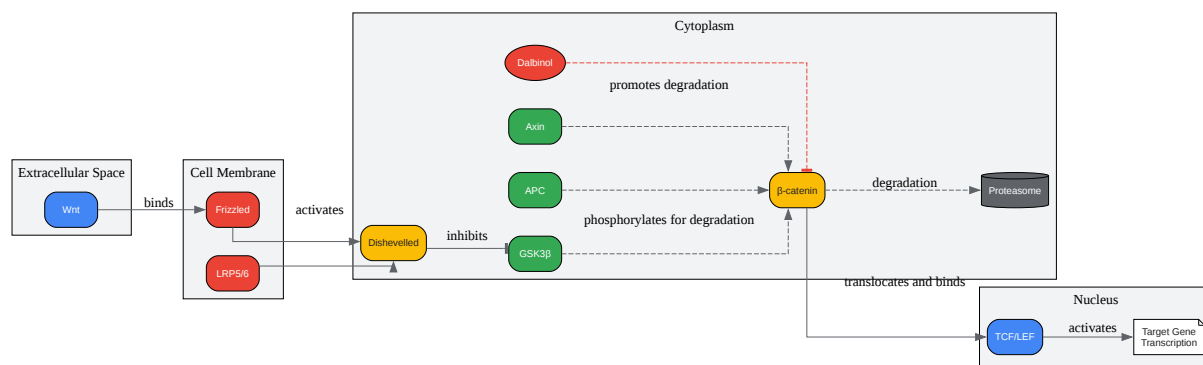 Cytoplasm
Dalbinol
promotes degradation
Axin
Extracellular Space
Cell Membrane
Wnt
binds
Frizzled
activates
APC
β-catenin
degradation
Proteasome
phosphorylates for degradation
Dishevelled
inhibits
GSK3β
LRP5/6
translocates and binds
Nucleus
TCF/LEF
activates
Target Gene
Transcription